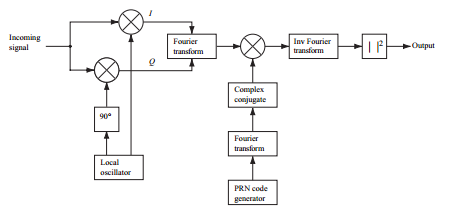 Incoming
signal
I
Q
90°
Local
oscillator
Fourier
transform
Inv Fourier
transform
| |²
Output
Complex
conjugate
Fourier
transform
PRN code
generator